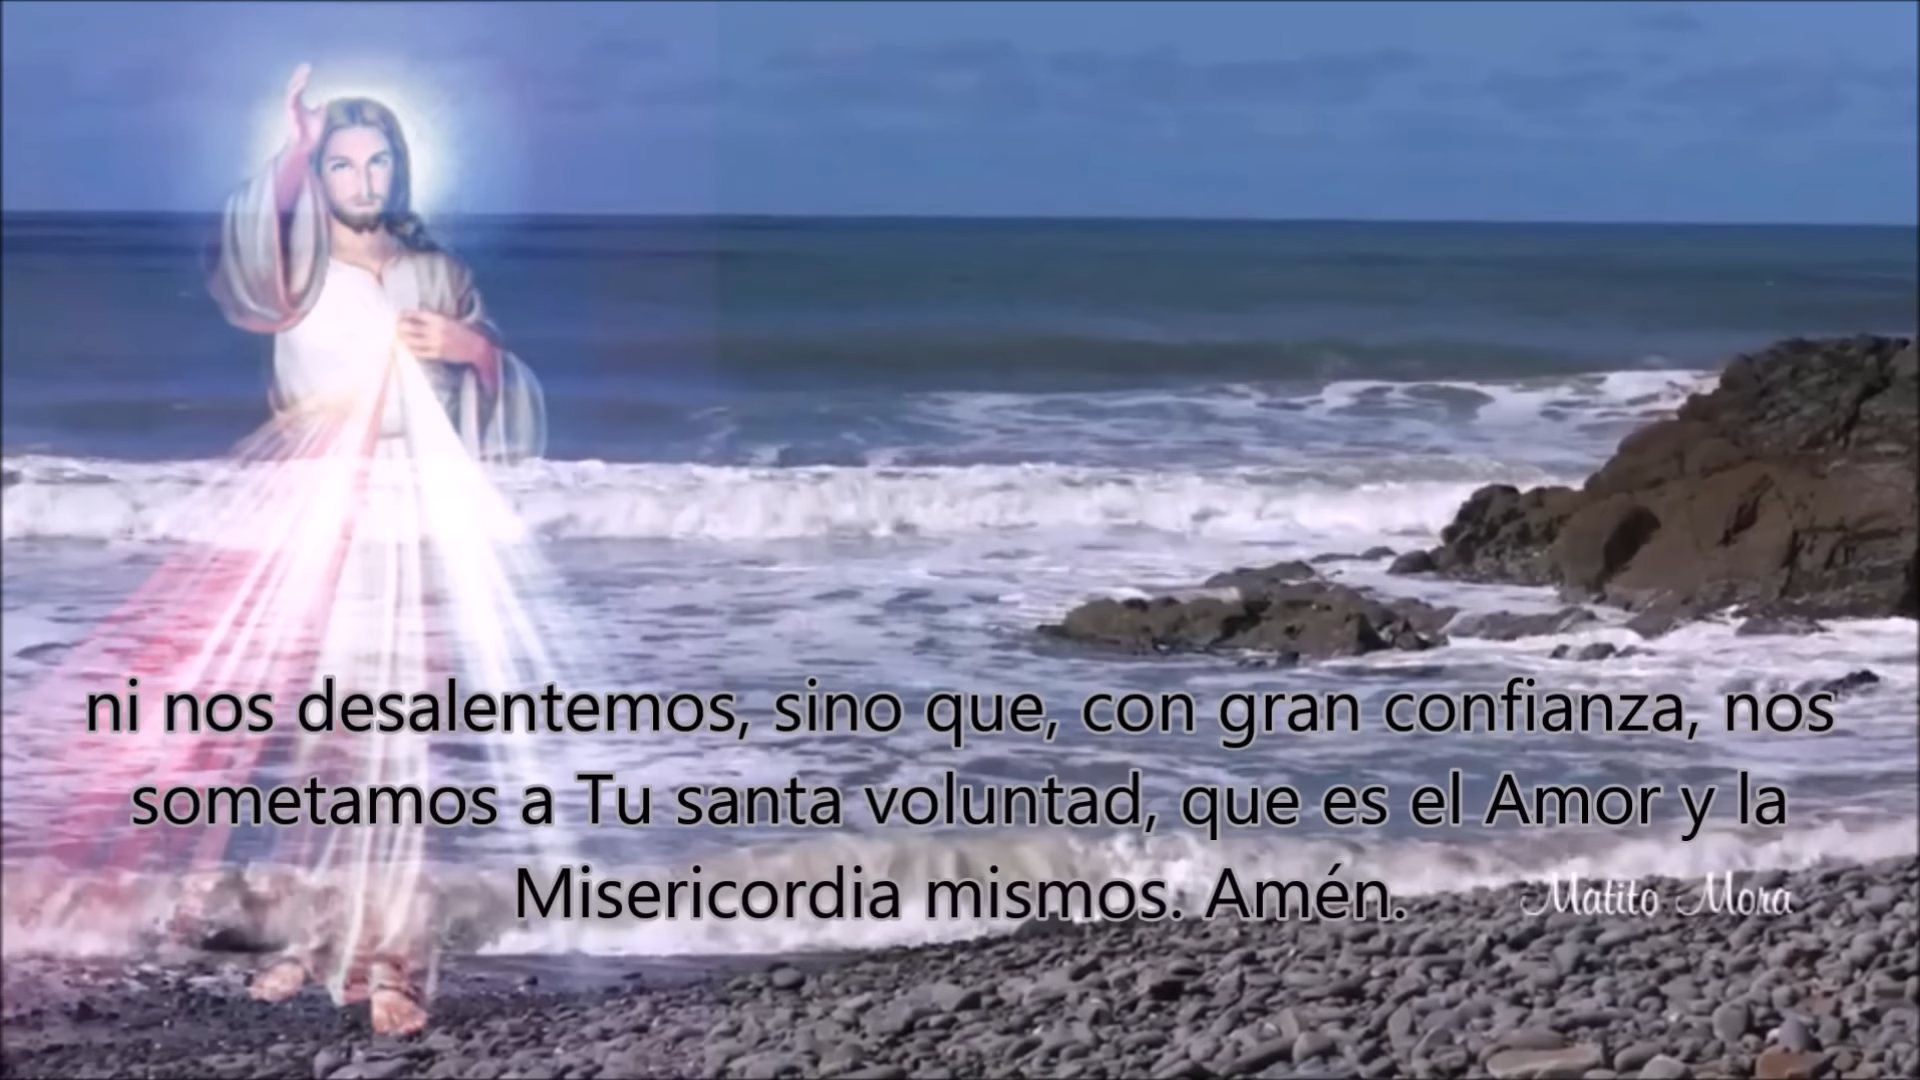 ni nos desalentemos, sino que, con gran confianza, nos
sometamos a Tu santa voluntad, que es el Amor y la
Misericordia mismos. Amén.
Matito Mora